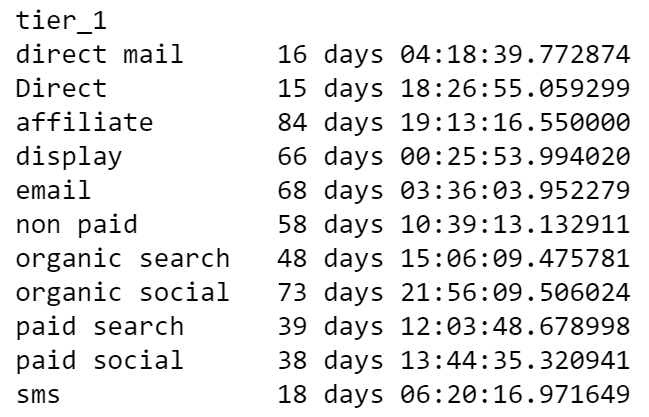 tier_1
direct mail 16 days 04:18:39.772874
Direct 15 days 18:26:55.059299
affiliate 84 days 19:13:16.550000
display 66 days 00:25:53.994020
email 68 days 03:36:03.952279
non paid 58 days 10:39:13.132911
organic search 48 days 15:06:09.475781
organic social 73 days 21:56:09.506024
paid search 39 days 12:03:48.678998
paid social 38 days 13:44:35.320941
sms 18 days 06:20:16.971649